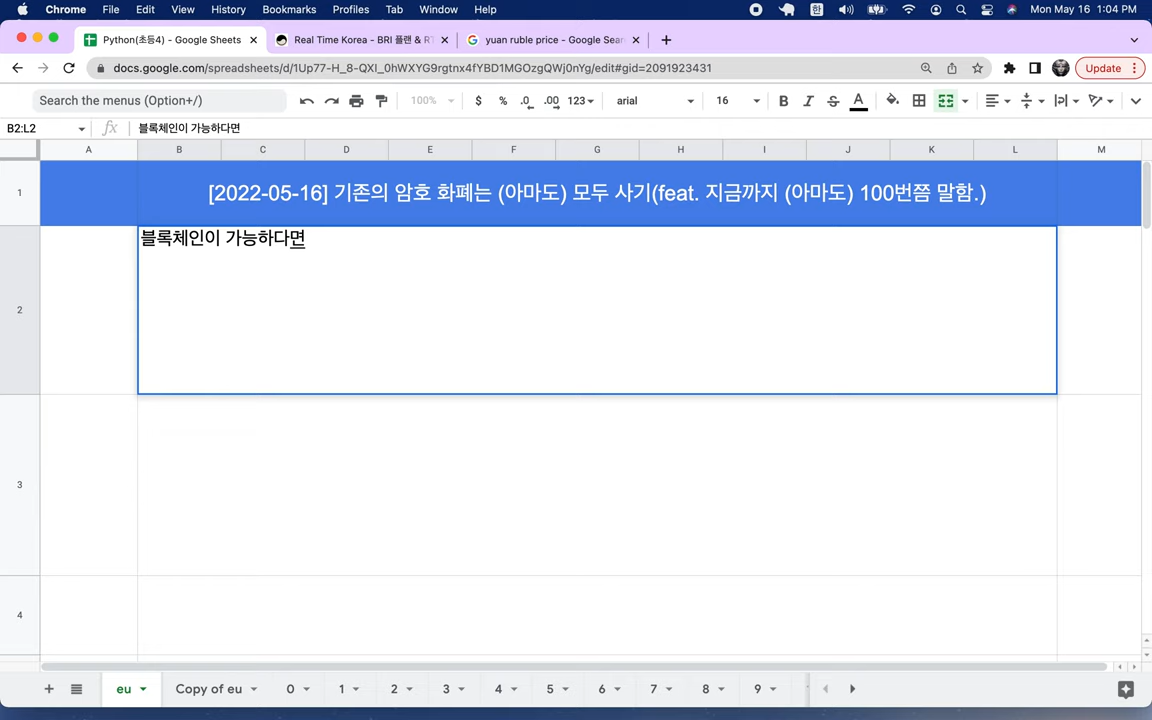 Chrome File Edit View History Bookmarks Profiles Tab Window Help 한 Mon May 16 1:04 PM
Python(초등4) - Google Sheets Real Time Korea - BRI 플랜 & RT yuan ruble price - Google Sear
docs.google.com/spreadsheets/d/1Up77-H_8-QXI_0hWXYG9rgtnx4fYBD1MGOzgQWj0nYg/edit#gid=2091923431 Update
Search the menus (Option+/) 100% $ % .0 .00 123 arial 16 B I S A
B2:L2 fx 블록체인이 가능하다면
A B C D E F G H I J K L M
1 [2022-05-16] 기존의 암호 화폐는 (아마도) 모두 사기(feat. 지금까지 (아마도) 100번쯤 말함.)
블록체인이 가능하다면
2
3
4
eu Copy of eu 0 1 2 3 4 5 6 7 8 9